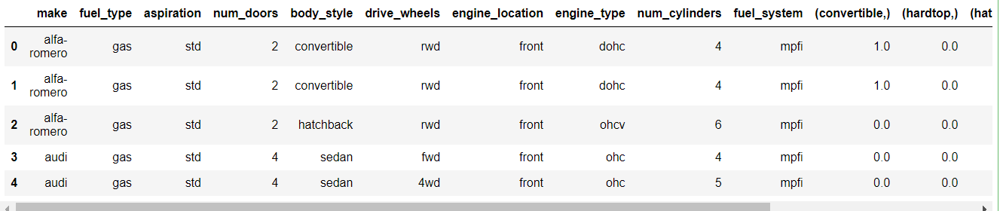 make fuel_type aspiration num_doors body_style drive_wheels engine_location engine_type num_cylinders fuel_system (convertible,) (hardtop,) (hat
0 alfa-romero gas std 2 convertible rwd front dohc 4 mpfi 1.0 0.0
1 alfa-romero gas std 2 convertible rwd front dohc 4 mpfi 1.0 0.0
2 alfa-romero gas std 2 hatchback rwd front ohcv 6 mpfi 0.0 0.0
3 audi gas std 4 sedan fwd front ohc 4 mpfi 0.0 0.0
4 audi gas std 4 sedan 4wd front ohc 5 mpfi 0.0 0.0